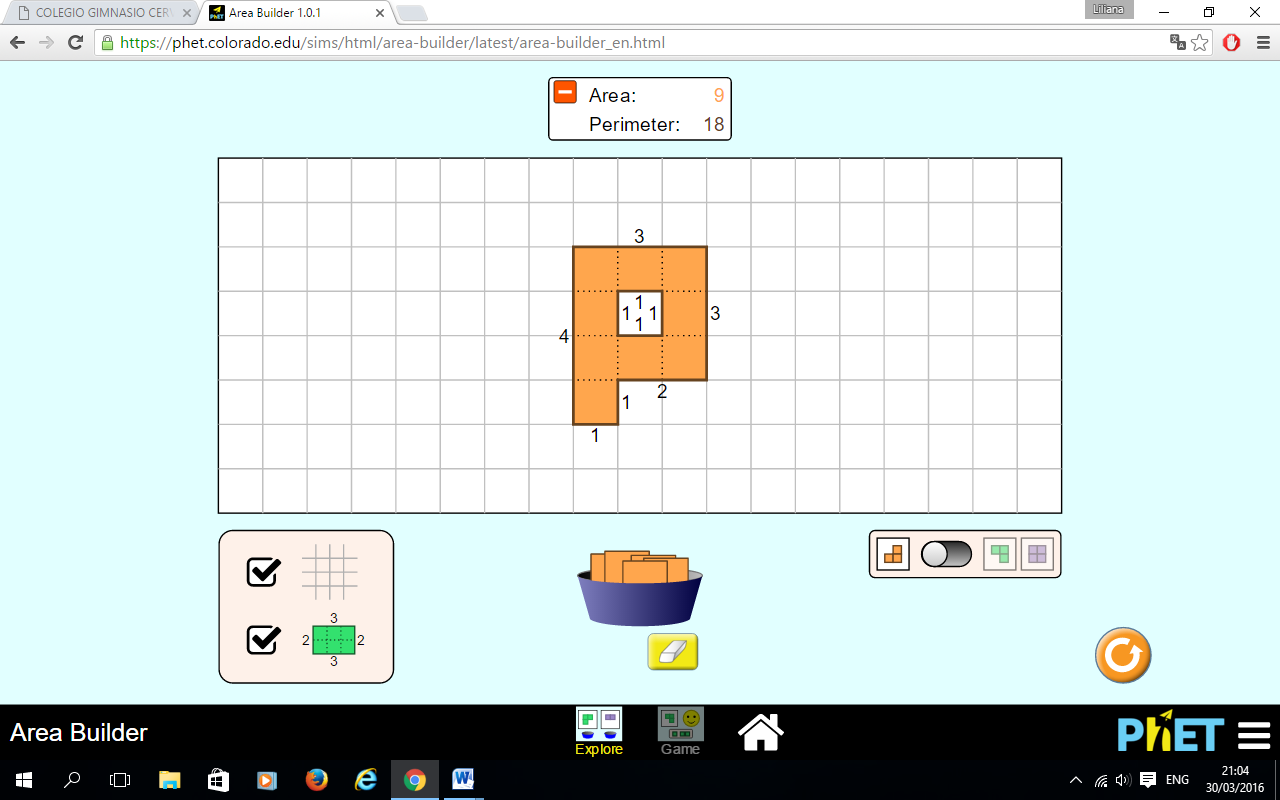 COLEGIO GIMNASIO CER
Area Builder 1.0.1
Liliana
https://phet.colorado.edu/sims/html/area-builder/latest/area-builder_en.html
Area: 9
Perimeter: 18
3
1
1 1
1
3
4
2
1
1
3
2 2
3
Area Builder
Explore
Game
PhET
ENG
21:04
30/03/2016